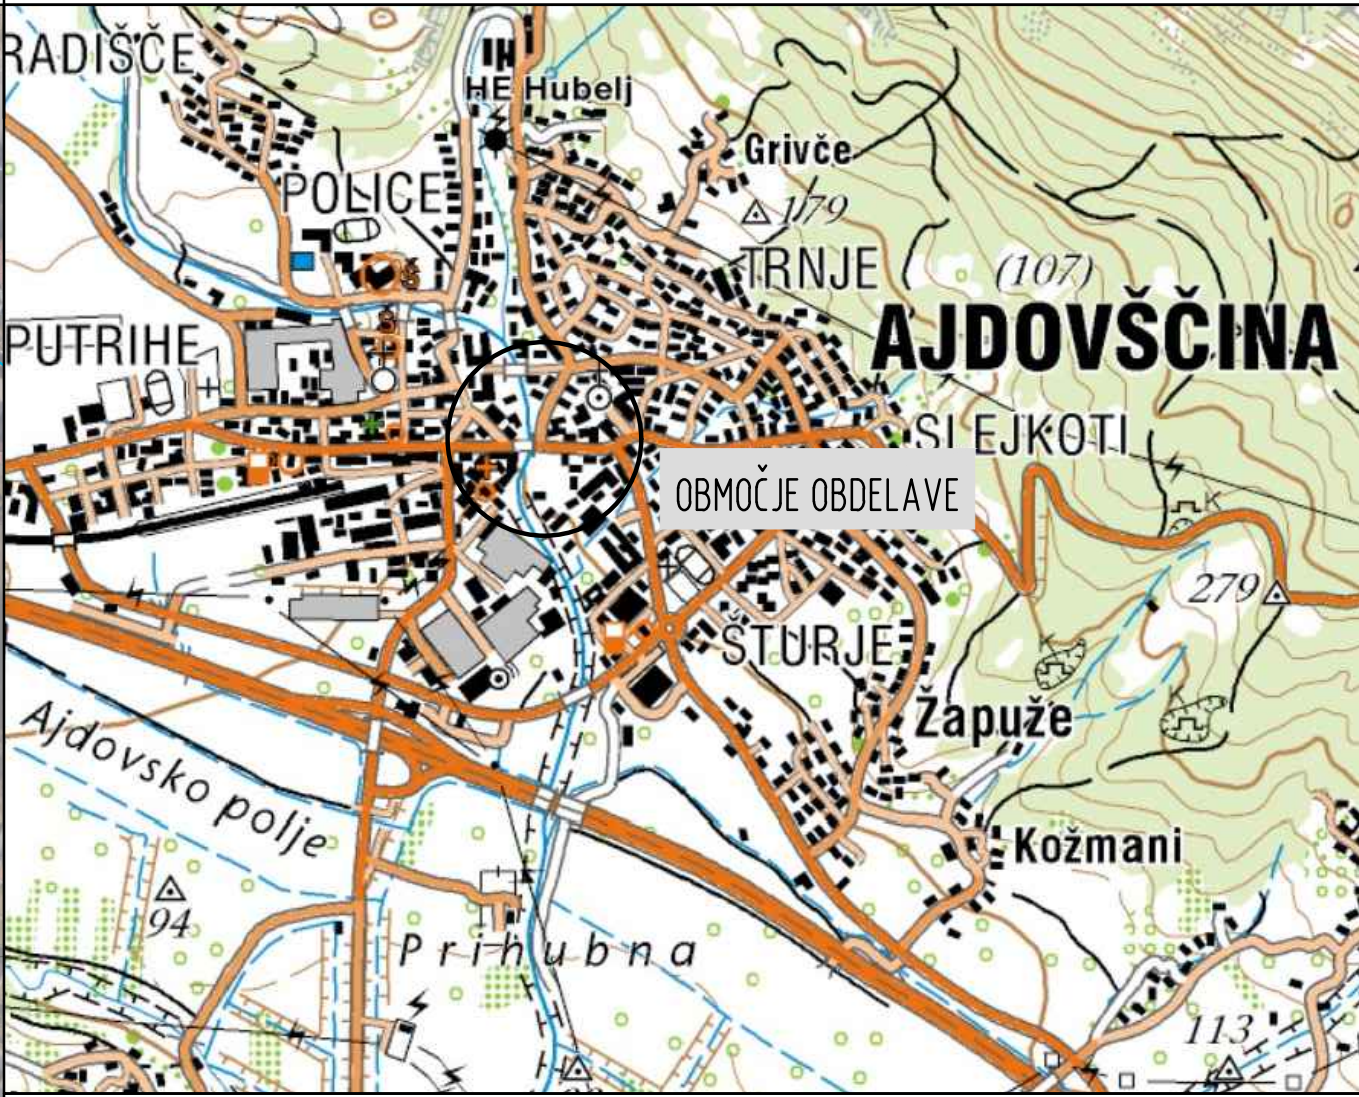 RADIŠČE
HE Hubelj
Grivče
POLICE
179
TRNJE
(107)
AJDOVŠČINA
PUTRIHE
SLEJKOTI
OBMOČJE OBDELAVE
K
279
ŠTURJE
K
Žapuže
K
Ajdovsko polje
Kožmani
94
Prihubna
113